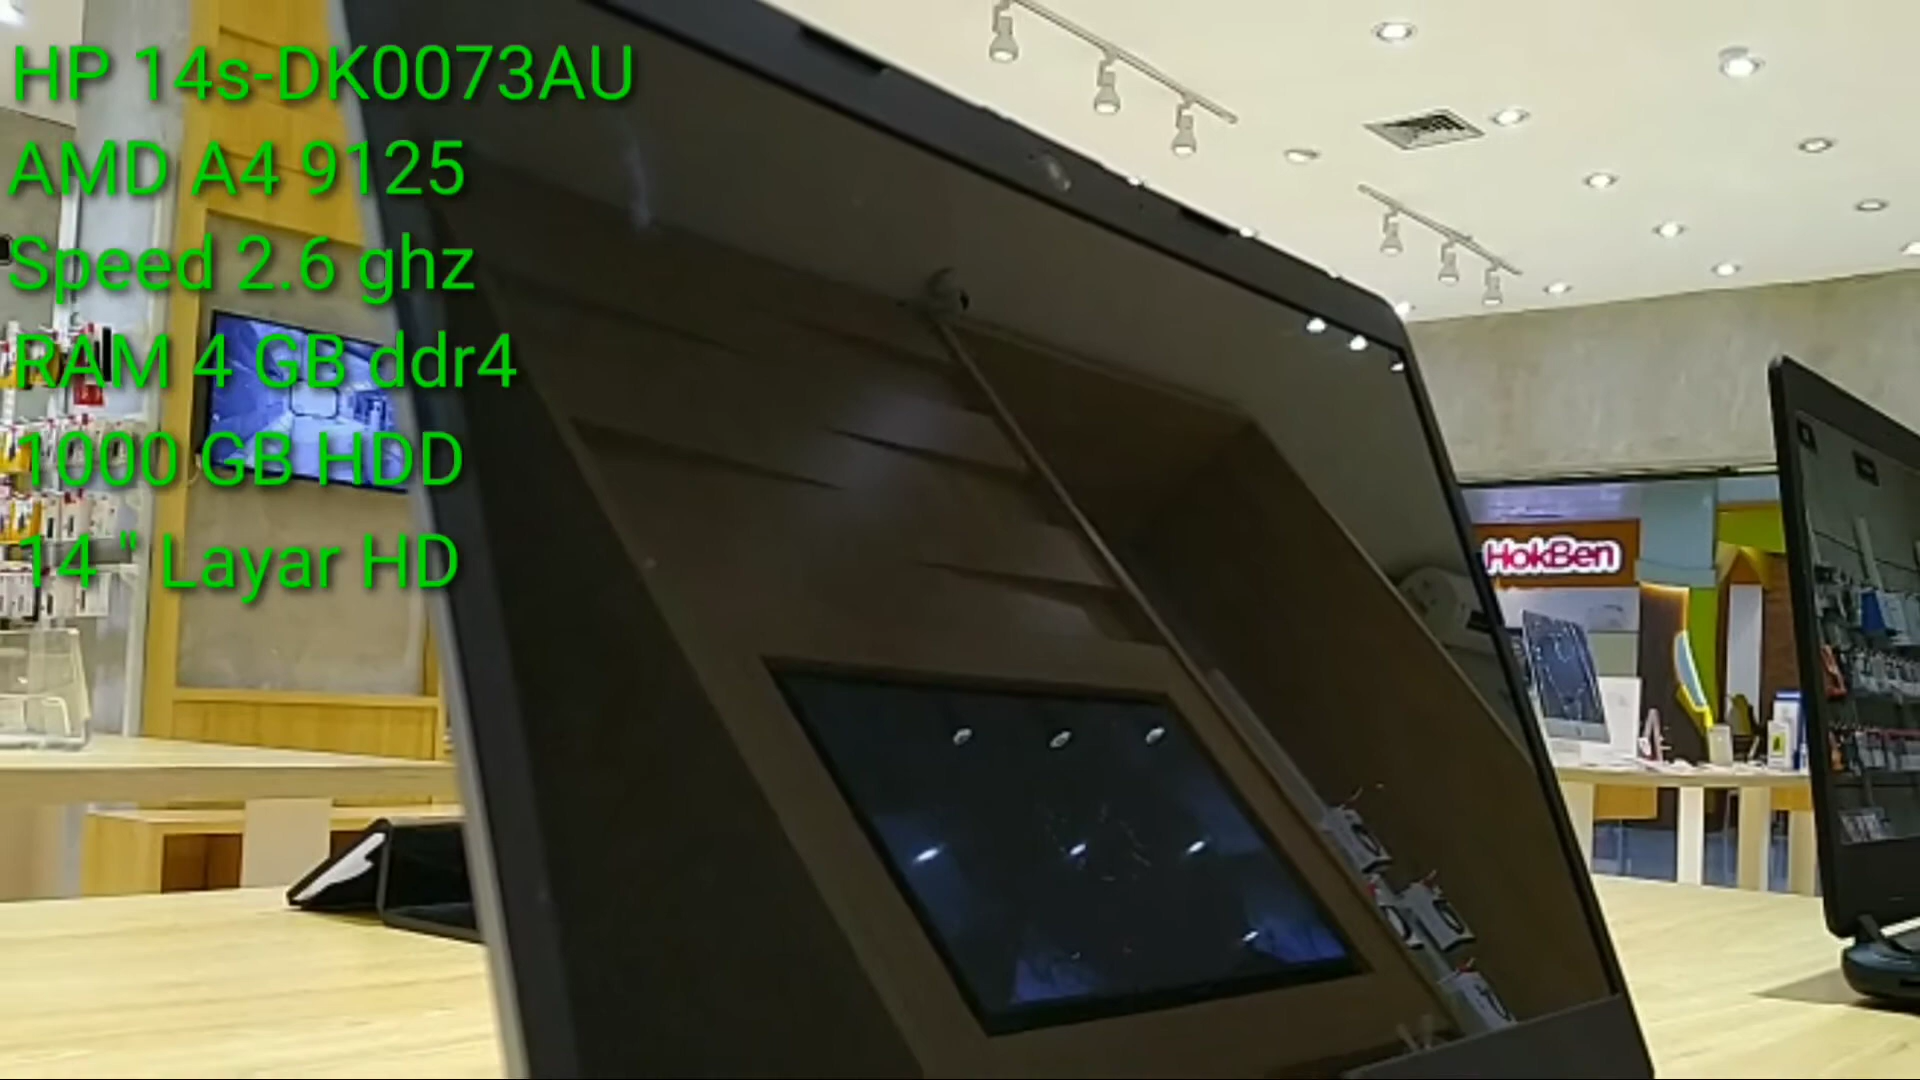 HP 14s-DK0073AU
AMD A4 9125
Speed 2.6 ghz
RAM 4 GB ddr4
1000 GB HDD
14 " Layar HD
HokBen